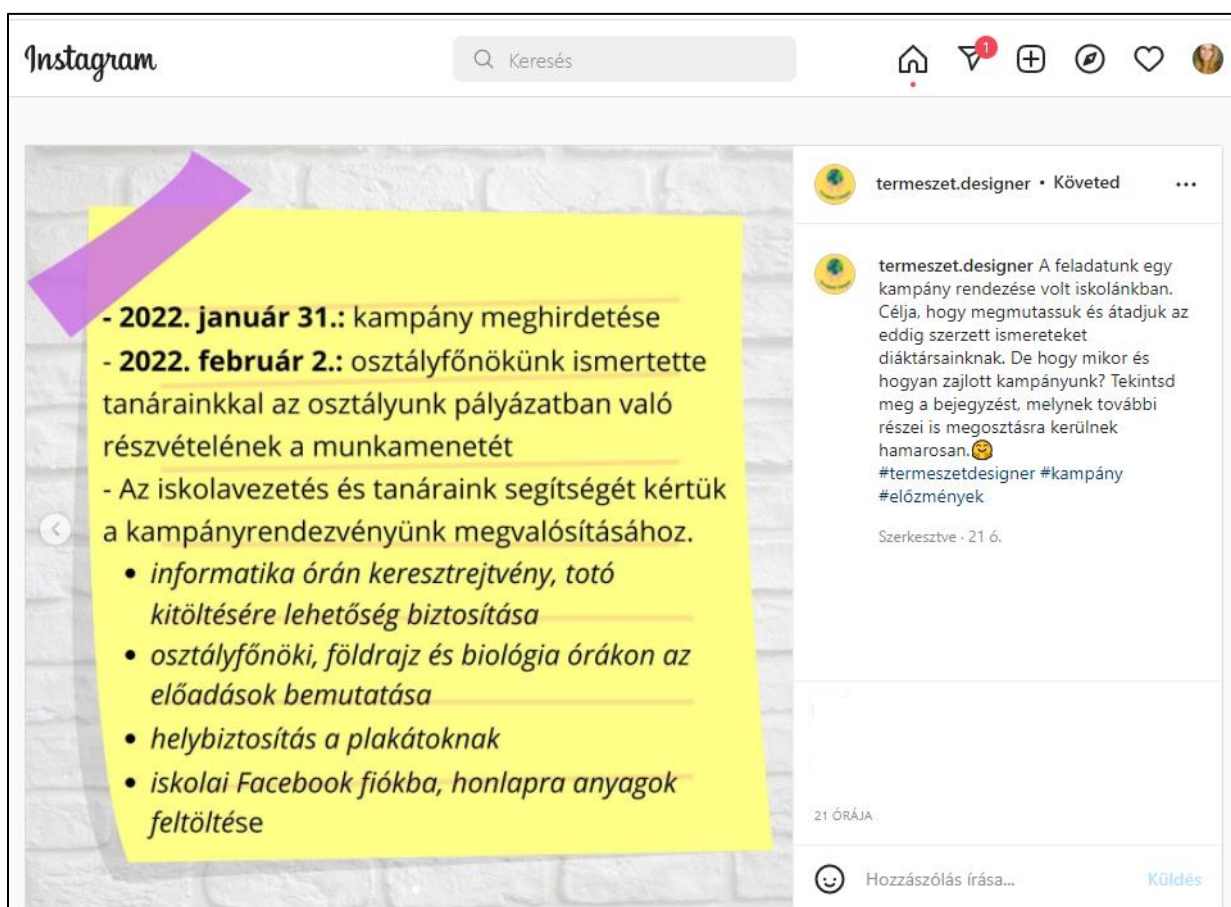 Instagram
Keresés
1
- 2022. január 31.: kampány meghirdetése
- 2022. február 2.: osztályfőnökünk ismertette
tanárainkkal az osztályunk pályázatban való
részvételének a munkamenetét
- Az iskolavezetés és tanáraink segítségét kértük
a kampányrendezvényünk megvalósításához.
• informatika órán keresztrejtvény, totó
kitöltésére lehetőség biztosítása
• osztályfőnöki, földrajz és biológia órákon az
előadások bemutatása
• helybiztosítás a plakátoknak
• iskolai Facebook fiókba, honlapra anyagok
feltöltése
termeszet.designer • Követed
termeszet.designer A feladatunk egy
kampány rendezése volt iskolánkban.
Célja, hogy megmutassuk és átadjuk az
eddig szerzett ismereteket
diáktársainknak. De hogy mikor és
hogyan zajlott kampányunk? Tekintsd
meg a bejegyzést, melynek további
részei is megosztásra kerülnek
hamarosan.🤗
#termeszetdesigner #kampány
#előzmények
Szerkesztve · 21 ó.
21 ÓRÁJA
Hozzászólás írása...
Küldés